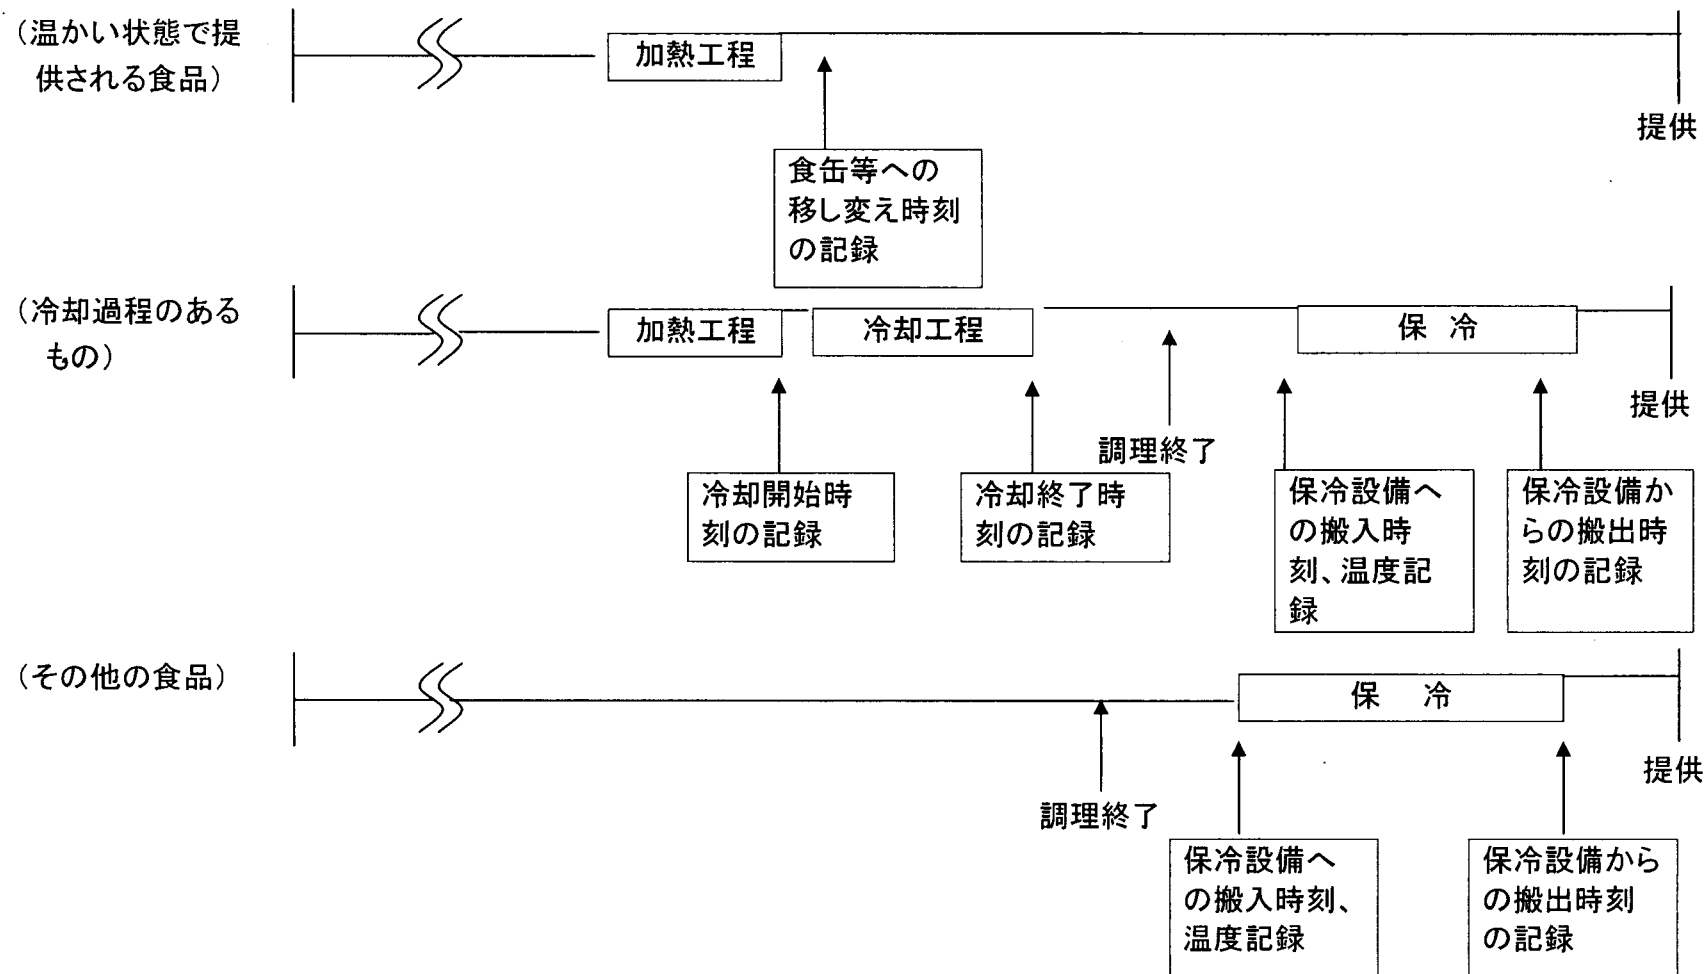 （温かい状態で提
供される食品）
加熱工程
提供
食缶等への
移し変え時刻
の記録
（冷却過程のある
もの）
加熱工程
冷却工程
保 冷
提供
調理終了
冷却開始時
刻の記録
冷却終了時
刻の記録
保冷設備へ
の搬入時
刻、温度記
録
保冷設備か
らの搬出時
刻の記録
（その他の食品）
保 冷
提供
調理終了
保冷設備へ
の搬入時刻、
温度記録
保冷設備から
の搬出時刻
の記録